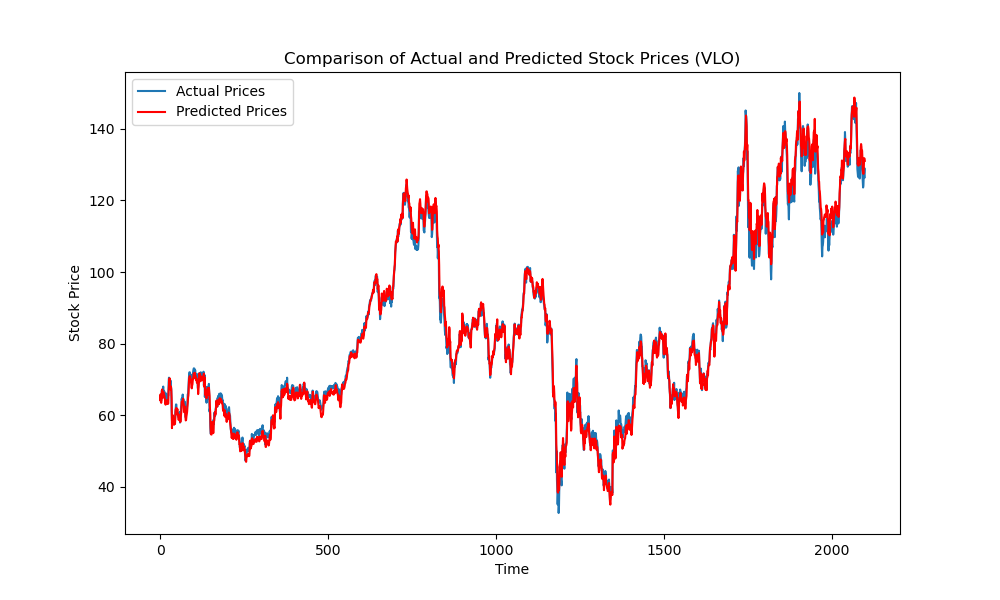 Comparison of Actual and Predicted Stock Prices (VLO)
Actual Prices
Predicted Prices
140
120
100
80
60
40
Stock Price
0
500
1000
1500
2000
Time